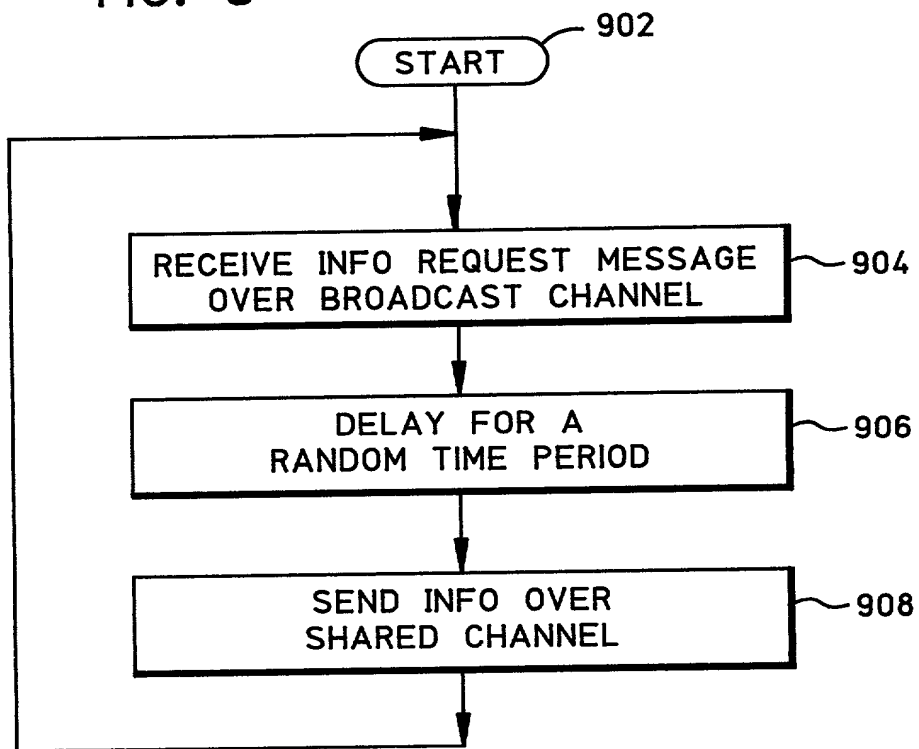 902
START
RECEIVE INFO REQUEST MESSAGE
OVER BROADCAST CHANNEL
904
DELAY FOR A
RANDOM TIME PERIOD
906
SEND INFO OVER
SHARED CHANNEL
908